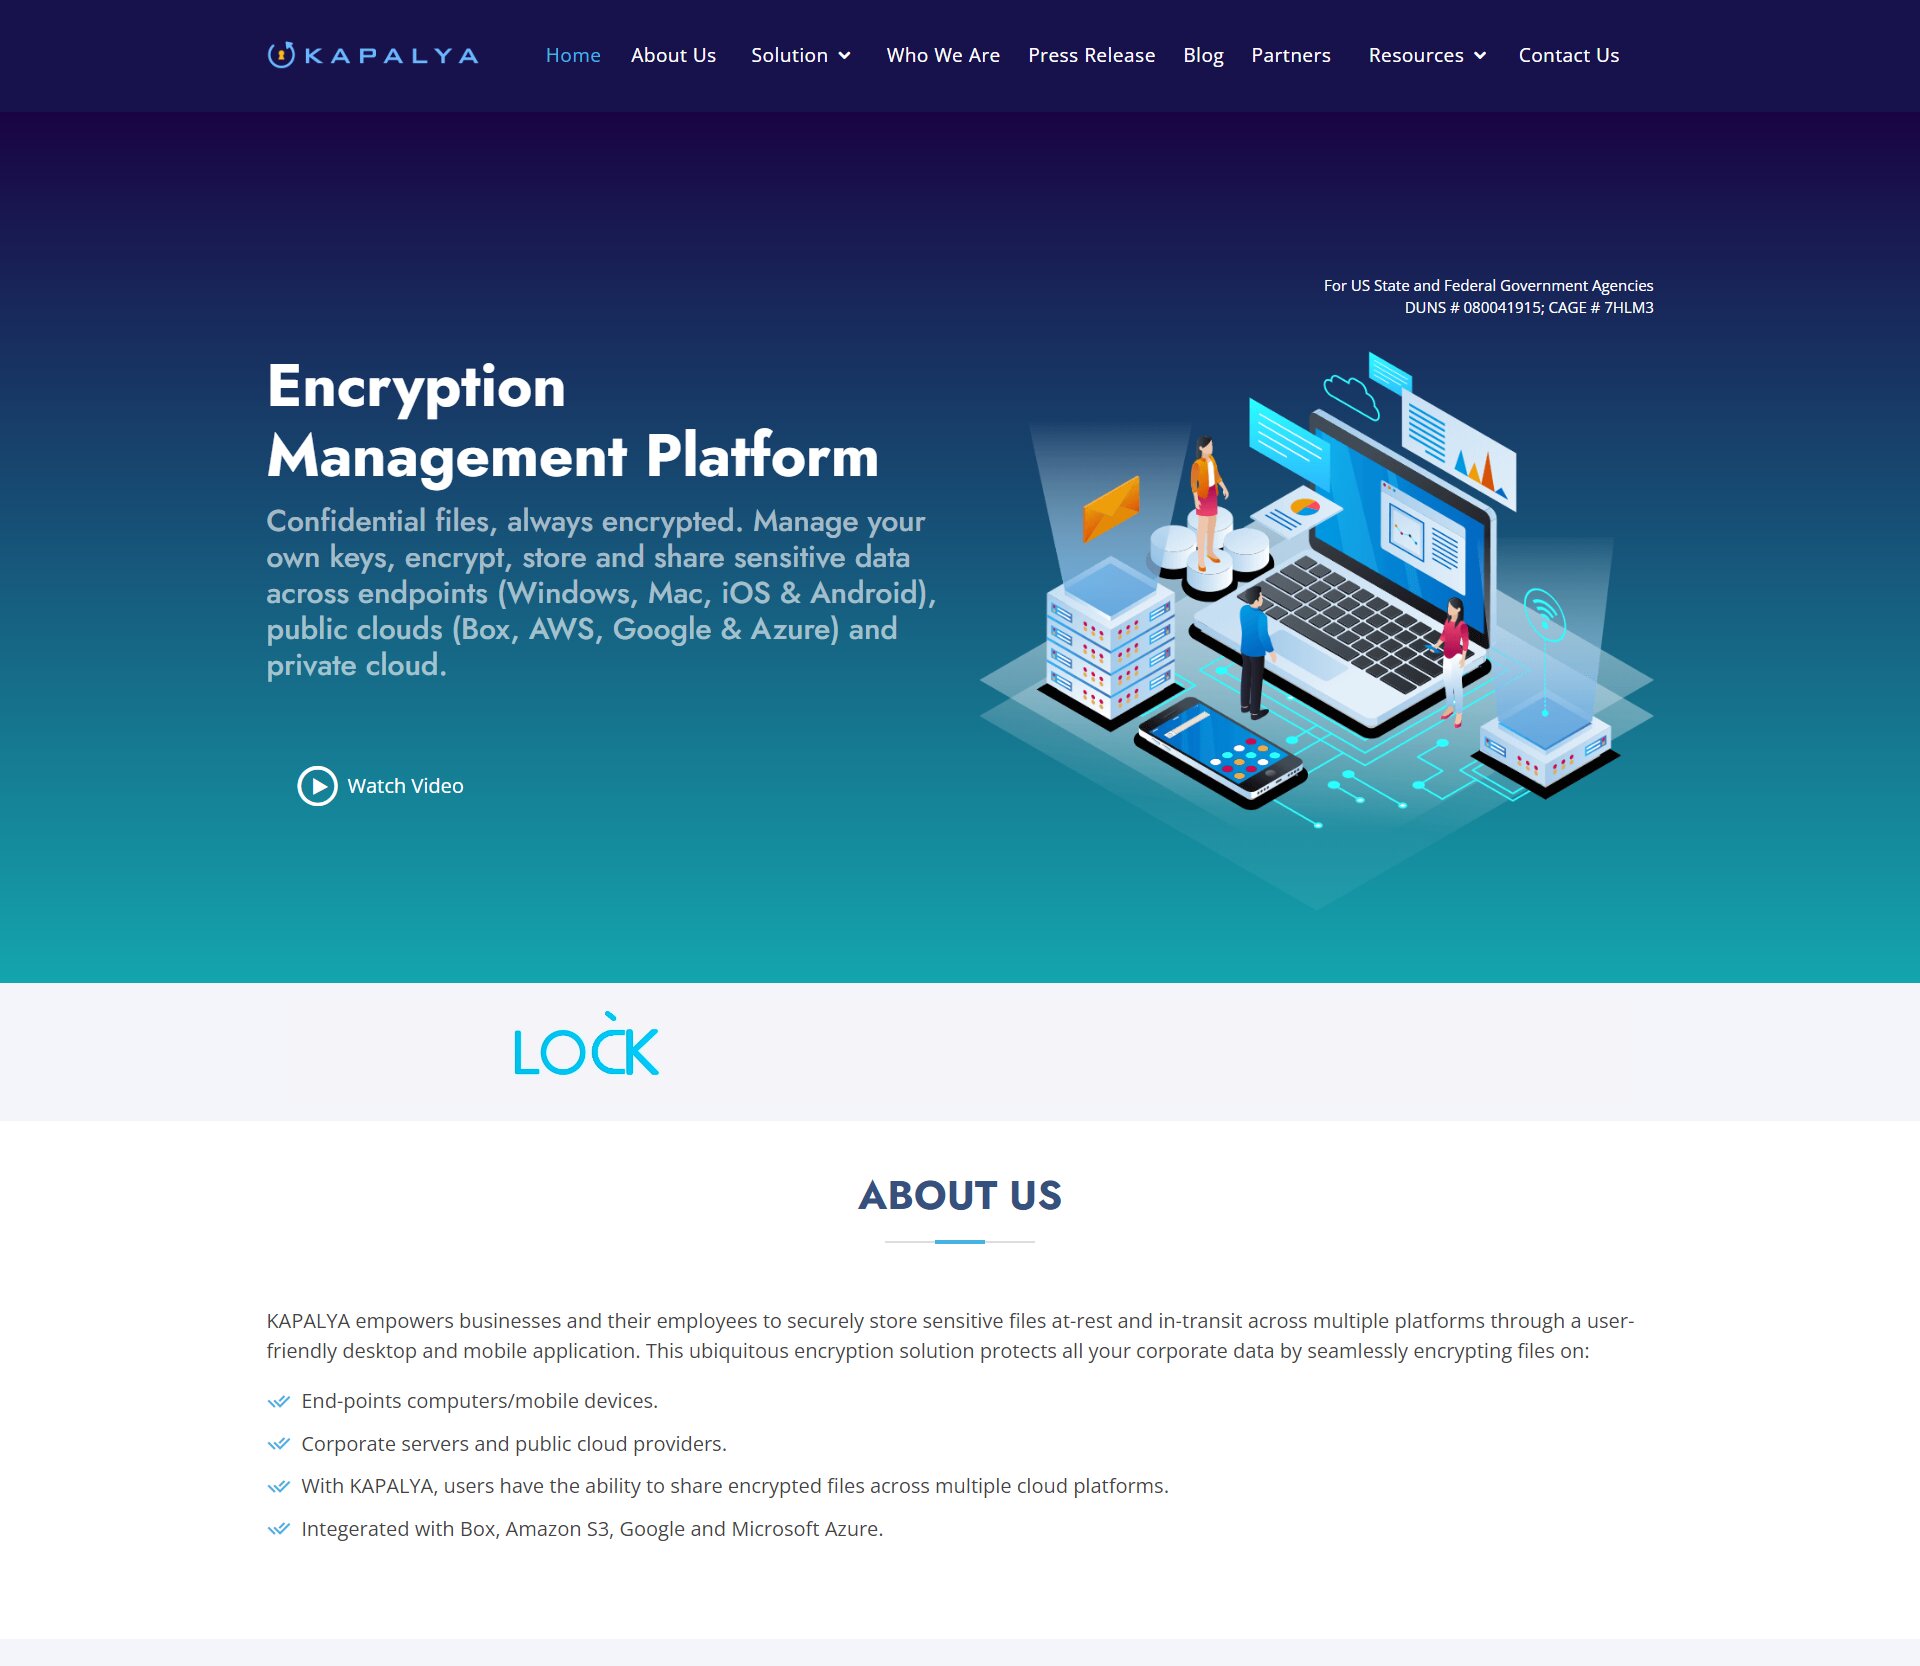 KAPALYA
Home About Us Solution Who We Are Press Release Blog Partners Resources Contact Us
For US State and Federal Government Agencies
DUNS # 080041915; CAGE # 7HLM3
Encryption
Management Platform
Confidential files, always encrypted. Manage your
own keys, encrypt, store and share sensitive data
across endpoints (Windows, Mac, iOS & Android),
public clouds (Box, AWS, Google & Azure) and
private cloud.
Watch Video
LOCK
ABOUT US
KAPALYA empowers businesses and their employees to securely store sensitive files at-rest and in-transit across multiple platforms through a user-
friendly desktop and mobile application. This ubiquitous encryption solution protects all your corporate data by seamlessly encrypting files on:
End-points computers/mobile devices.
Corporate servers and public cloud providers.
With KAPALYA, users have the ability to share encrypted files across multiple cloud platforms.
Integerated with Box, Amazon S3, Google and Microsoft Azure.